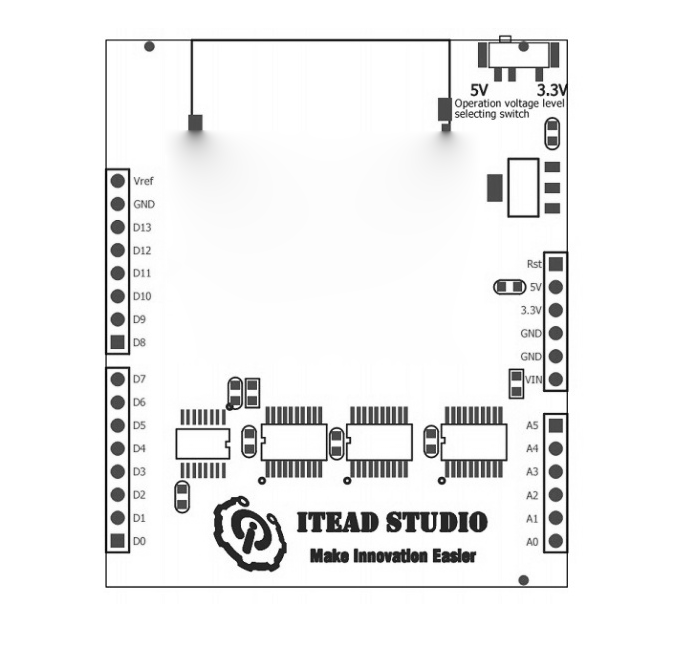 5V
3.3V
Operation voltage level
selecting switch
Vref
GND
D13
D12
D11
D10
D9
D8
D7
D6
D5
D4
D3
D2
D1
D0
Rst
5V
3.3V
GND
GND
VIN
A5
A4
A3
A2
A1
A0
ITEAD STUDIO
Make Innovation Easier